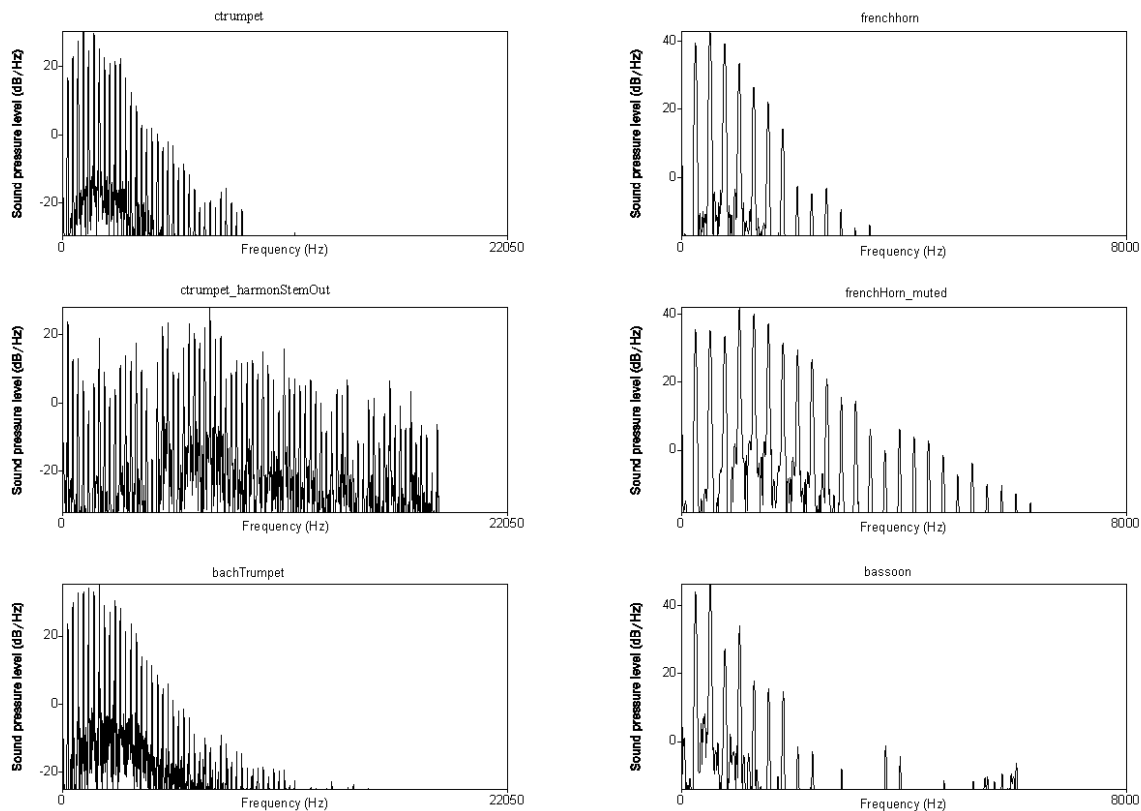 ctrumpet
Sound pressure level (dB/Hz)
20
0
-20
0
Frequency (Hz)
22050
frenchhorn
Sound pressure level (dB/Hz)
40
20
0
0
Frequency (Hz)
8000
ctrumpet_harmonStemOut
Sound pressure level (dB/Hz)
20
0
-20
0
Frequency (Hz)
22050
frenchHorn_muted
Sound pressure level (dB/Hz)
40
20
0
0
Frequency (Hz)
8000
bachTrumpet
Sound pressure level (dB/Hz)
20
0
-20
0
Frequency (Hz)
22050
bassoon
Sound pressure level (dB/Hz)
40
20
0
0
Frequency (Hz)
8000